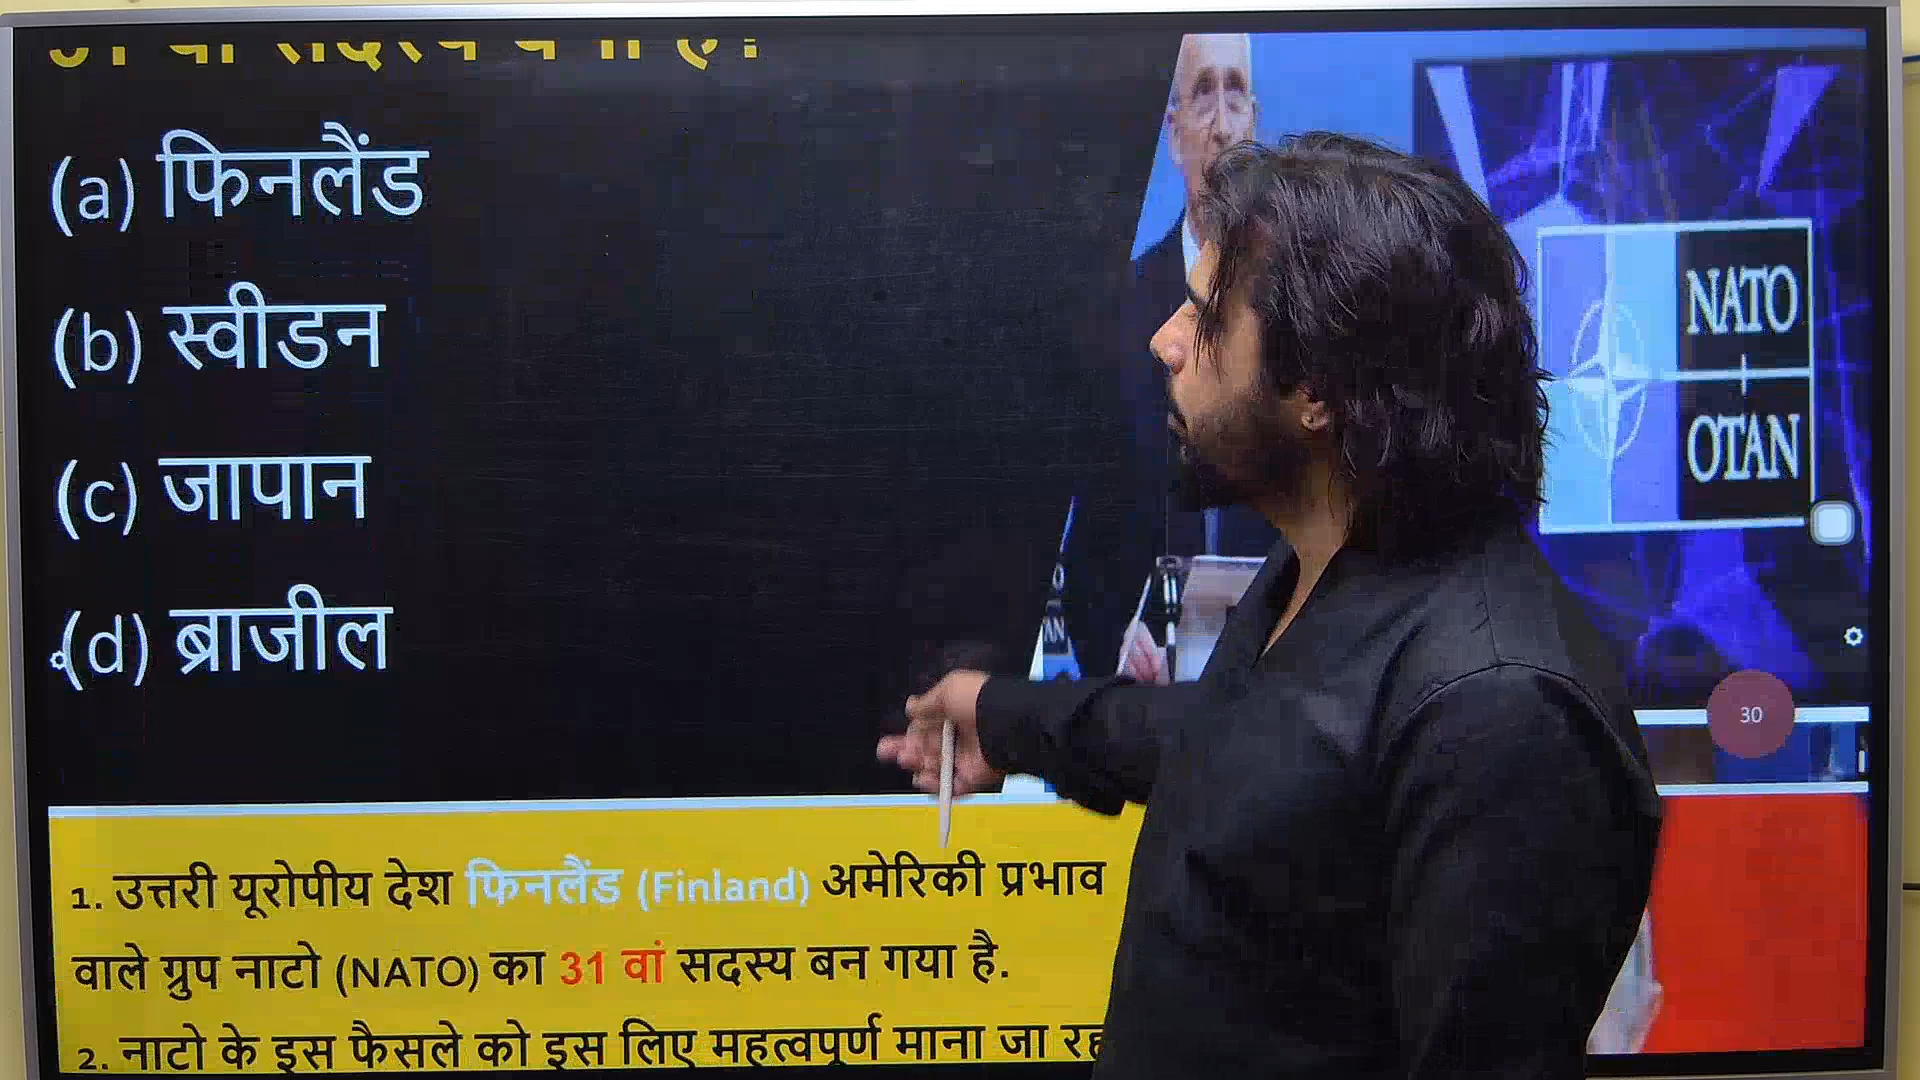 (a) फिनलैंड
(b) स्वीडन
(c) जापान
(d) ब्राजील
NATO
OTAN
30
1. उत्तरी यूरोपीय देश फिनलैंड (Finland) अमेरिकी प्रभाव
वाले ग्रुप नाटो (NATO) का 31 वां सदस्य बन गया है.
2. नाटो के इस फैसले को इस लिए महत्वपूर्ण माना जा रह